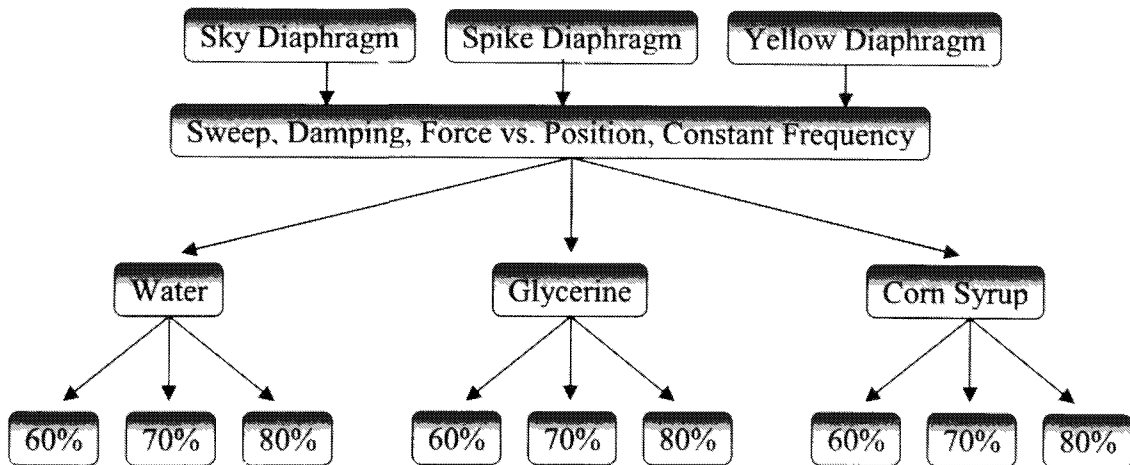 Sky Diaphragm Spike Diaphragm Yellow Diaphragm
Sweep, Damping, Force vs. Position, Constant Frequency
Water Glycerine Corn Syrup
60% 70% 80% 60% 70% 80% 60% 70% 80%